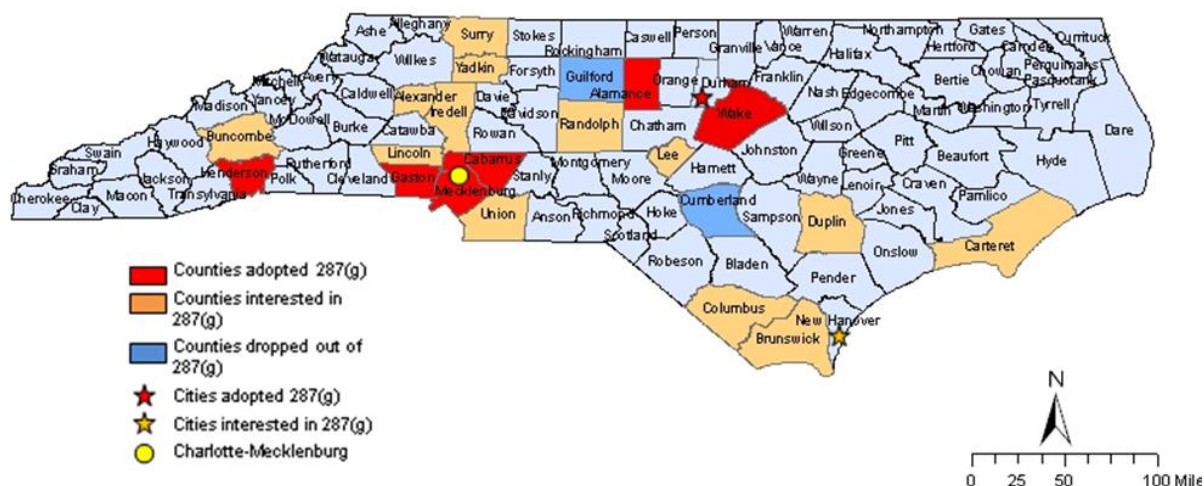 Alleghany
Ashe
Surry
Stokes
Rockingham
Caswell
Person
Granville
Vance
Warren
Northampton
Gates
Currituck
Camden
Hertford
Halifax
Watauga
Wilkes
Yadkin
Forsyth
Guilford
Alamance
Orange
Durham
Franklin
Bertie
Chowan
Perquimans
Pasquotank
Mitchell
Avery
Caldwell
Alexander
Davie
Iredell
Davidson
Nash
Edgecombe
Martin
Washington
Tyrrell
Dare
Madison
Yancey
McDowell
Burke
Catawba
Rowan
Randolph
Chatham
Wake
Wilson
Pitt
Beaufort
Hyde
Buncombe
Haywood
Swain
Graham
Jackson
Henderson
Rutherford
Polk
Cleveland
Lincoln
Gaston
Cabarrus
Mecklenburg
Stanly
Montgomery
Moore
Lee
Harnett
Johnston
Greene
Wayne
Lenoir
Craven
Pamlico
Cherokee
Clay
Macon
Transylvania
Union
Anson
Richmond
Scotland
Hoke
Cumberland
Sampson
Duplin
Jones
Onslow
Carteret
Robeson
Bladen
Pender
Columbus
Brunswick
New
Hanover
Counties adopted 287(g)
Counties interested in
287(g)
Counties dropped out of
287(g)
Cities adopted 287(g)
Cities interested in 287(g)
Charlotte-Mecklenburg
N
0 25 50 100 Mile